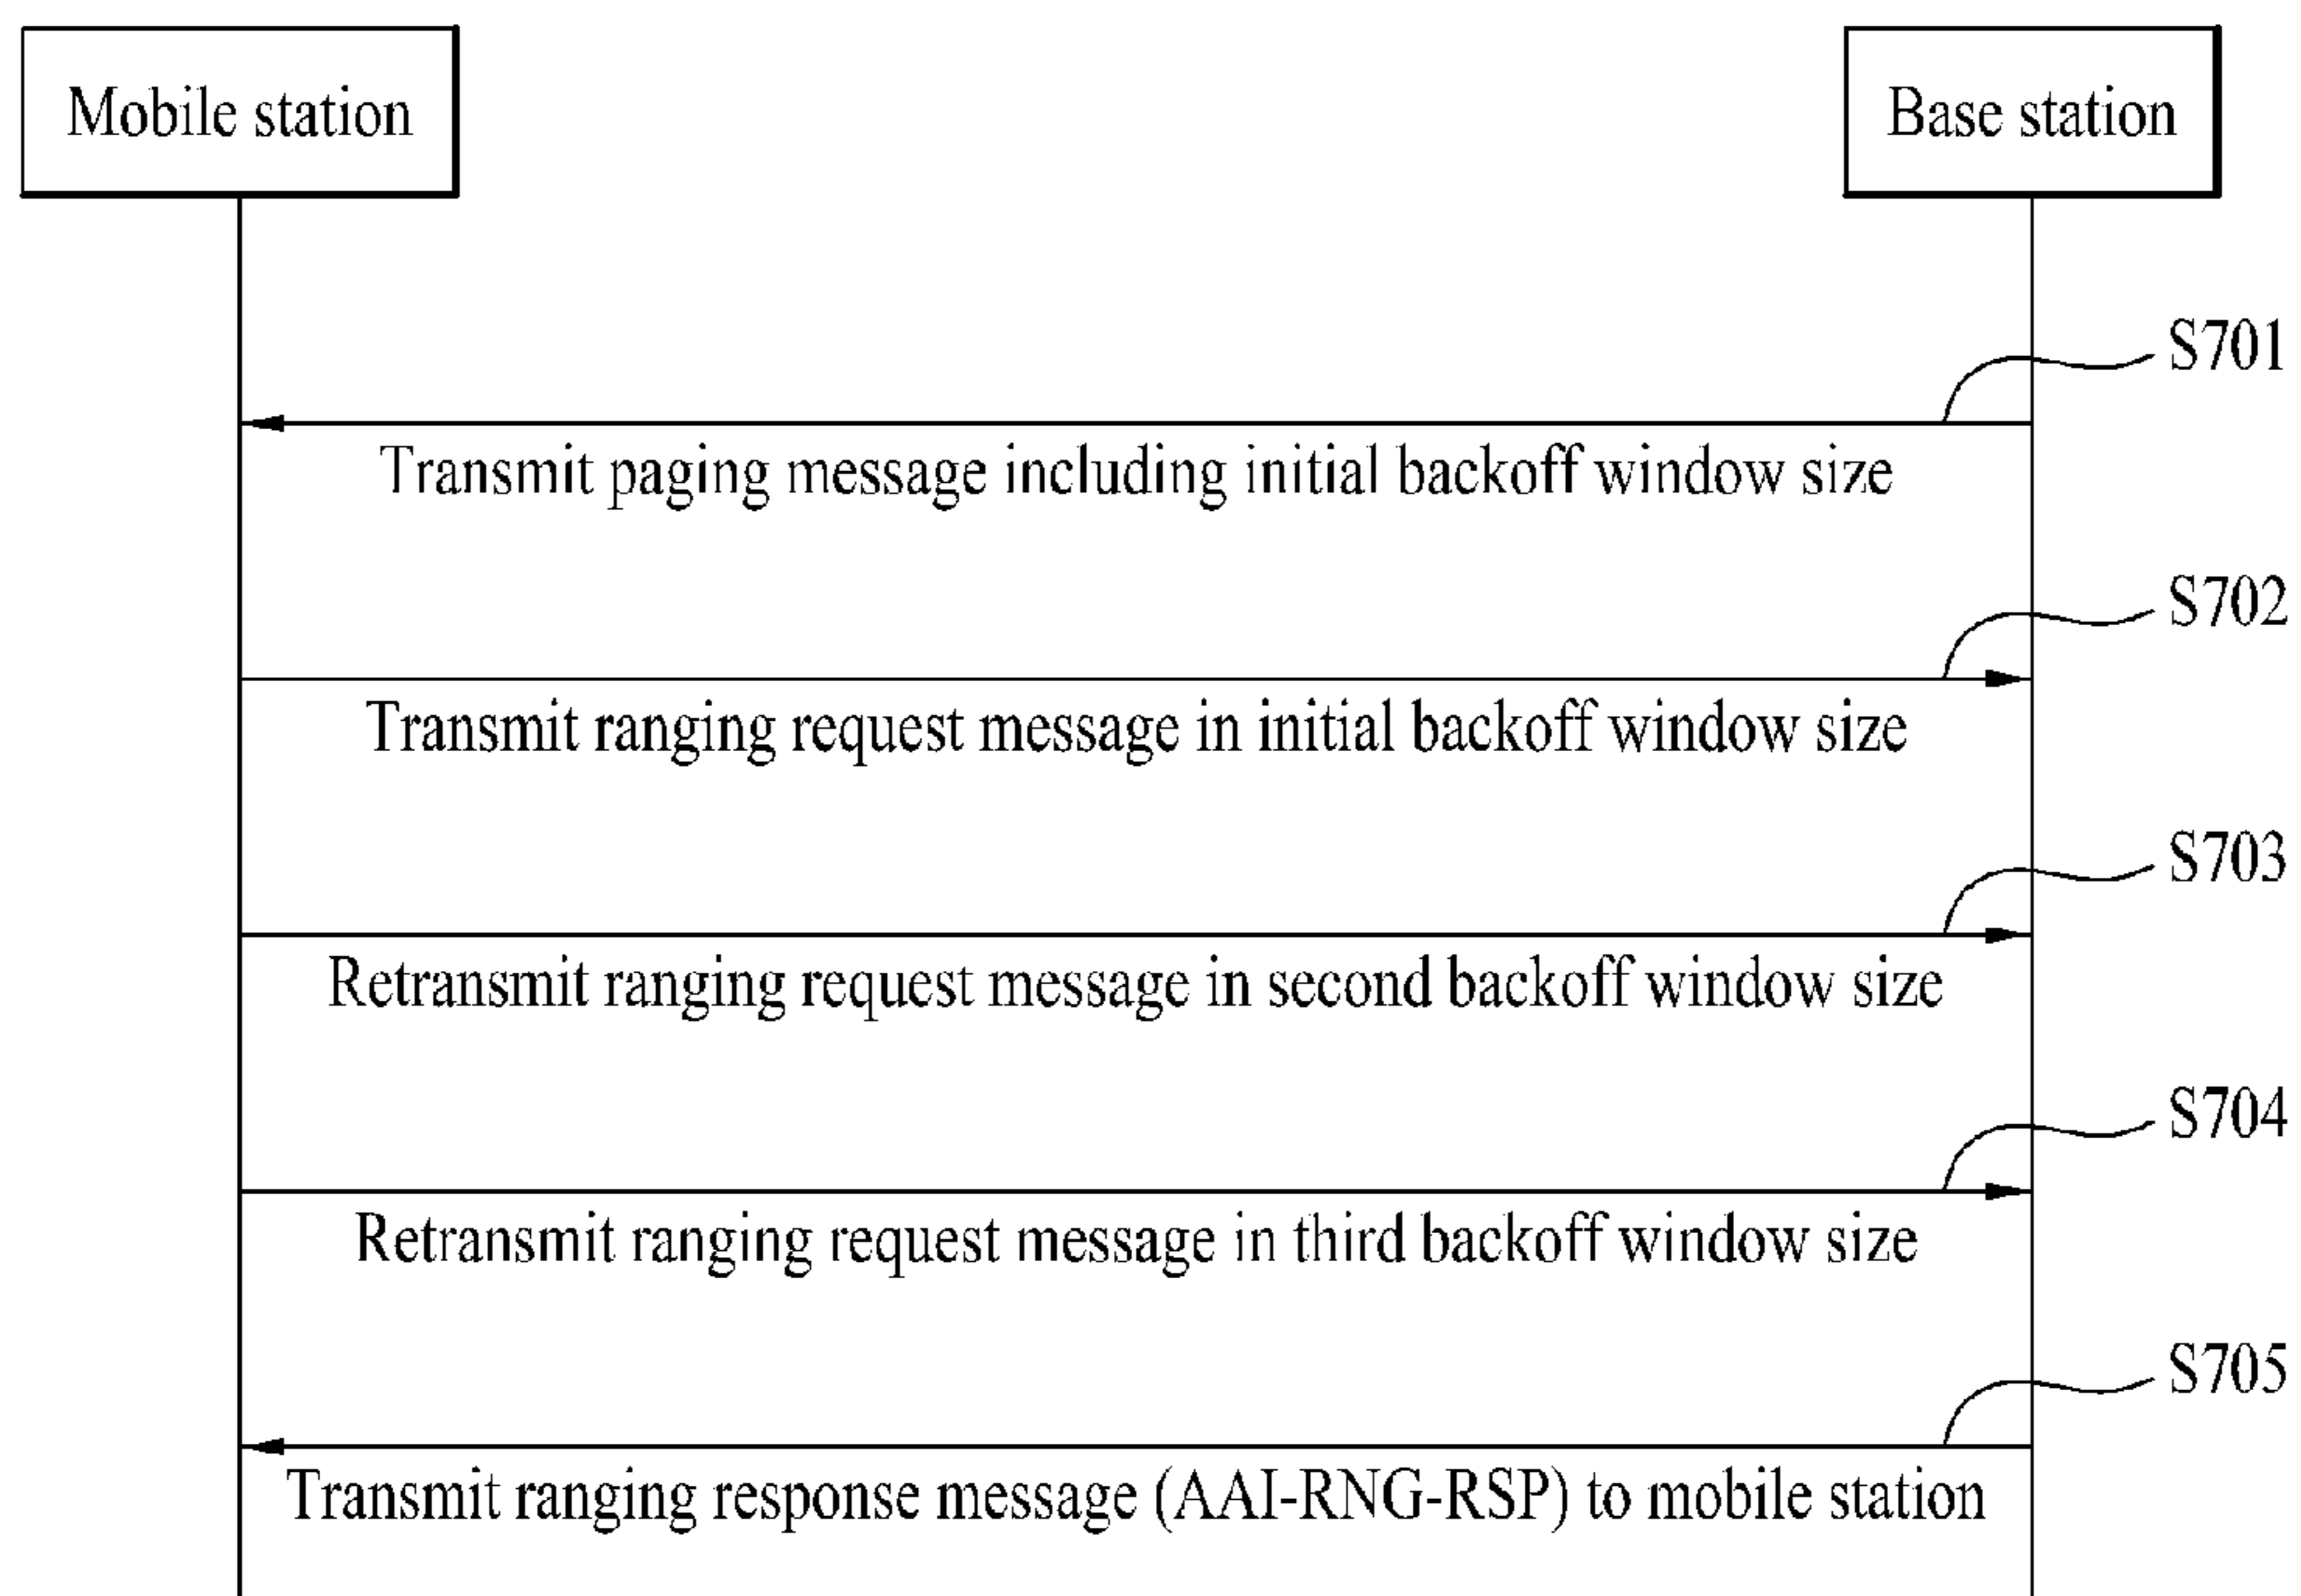 Mobile station
Base station
S701
Transmit paging message including initial backoff window size
S702
Transmit ranging request message in initial backoff window size
S703
Retransmit ranging request message in second backoff window size
S704
Retransmit ranging request message in third backoff window size
S705
Transmit ranging response message (AAI-RNG-RSP) to mobile station